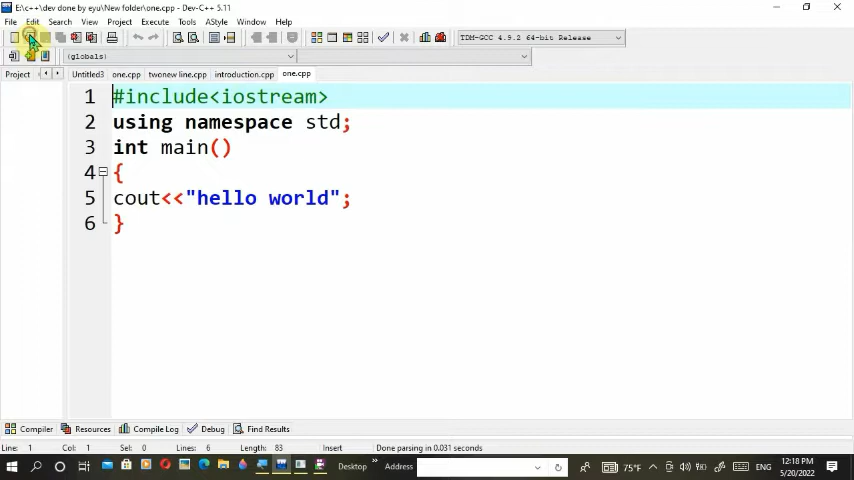 E:\c++\dev done by eyu\New folder\one.cpp - Dev-C++ 5.11
File Edit Search View Project Execute Tools AStyle Window Help
TDM-GCC 4.9.2 64-bit Release
(globals)
Project Untitled3 one.cpp twonew line.cpp introduction.cpp one.cpp
1 #include<iostream>
2 using namespace std;
3 int main()
4 {
5 cout<<"hello world";
6 }
Compiler Resources Compile Log Debug Find Results
Line: 1 Col: 1 Sel: 0 Lines: 6 Length: 83 Insert Done parsing in 0.031 seconds
Desktop Address 75°F ENG 12:18 PM
5/20/2022